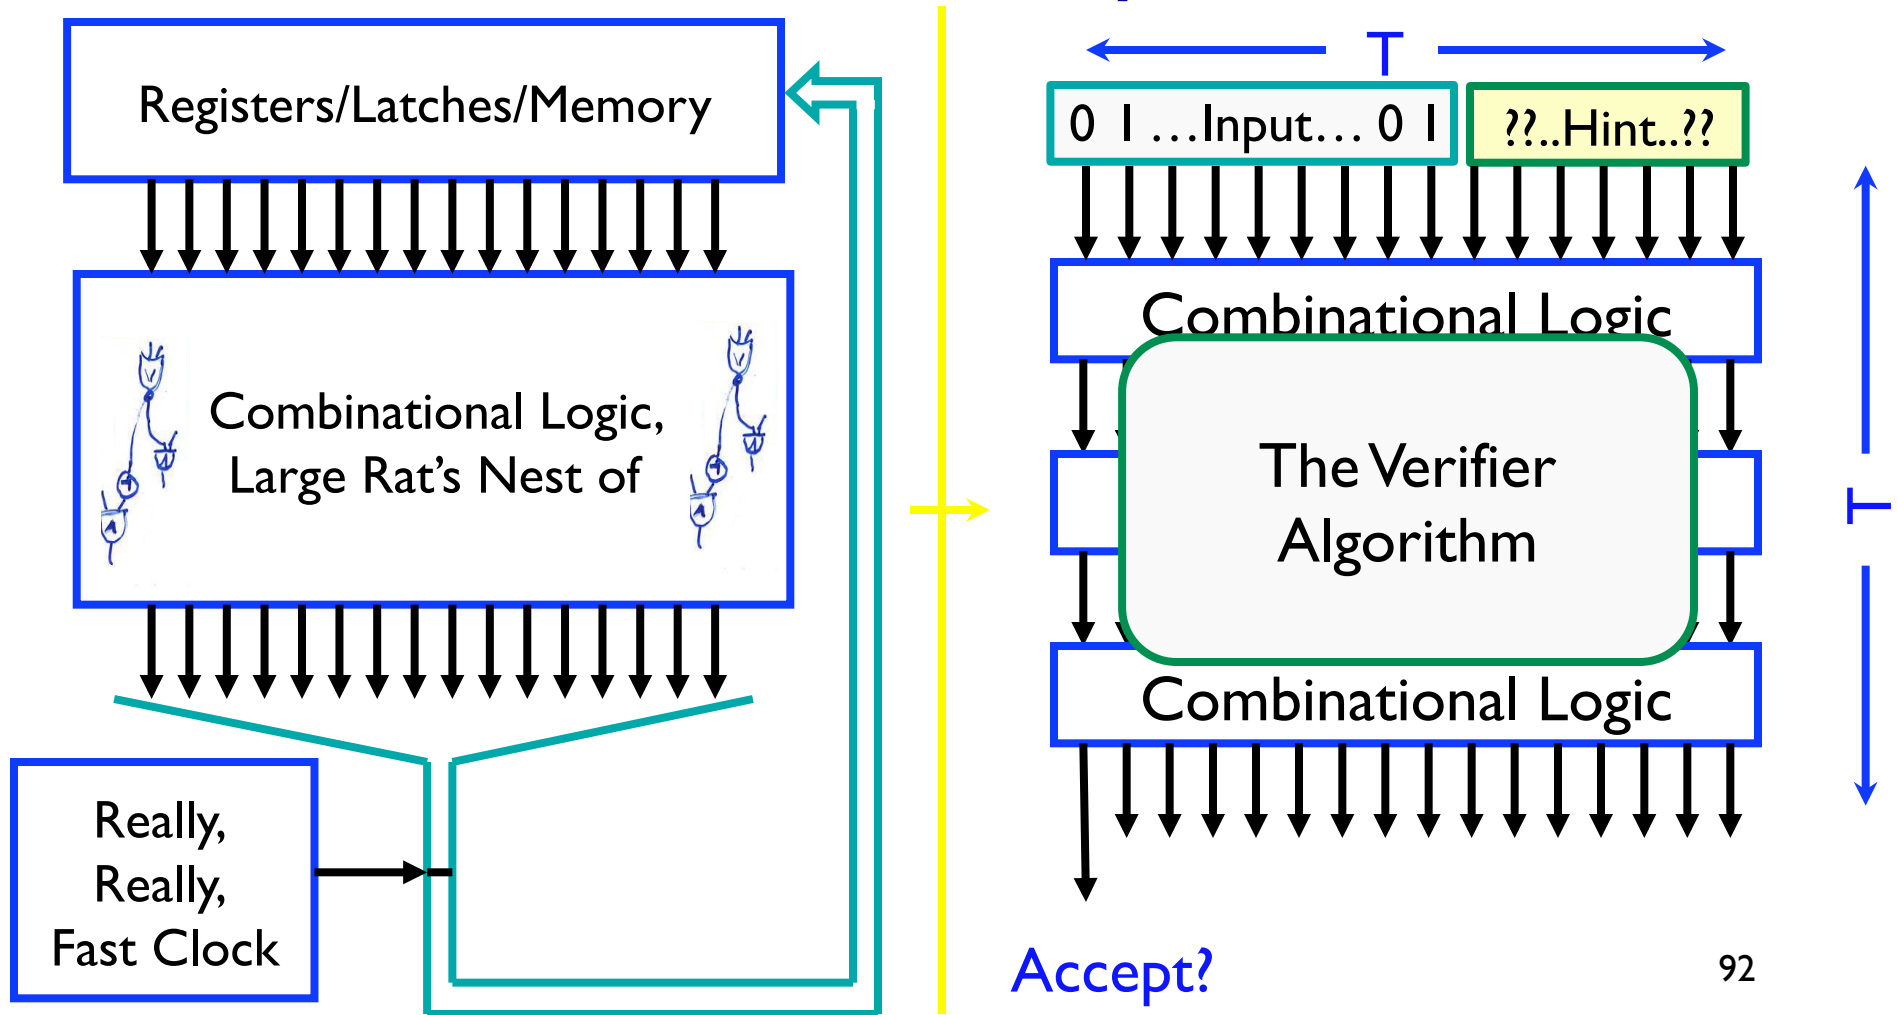 Registers/Latches/Memory
Combinational Logic,
Large Rat's Nest of
Really,
Really,
Fast Clock
T
0 1 …Input… 0 1
??..Hint..??
Combinational Logic
The Verifier
Algorithm
Combinational Logic
T
Accept?
92